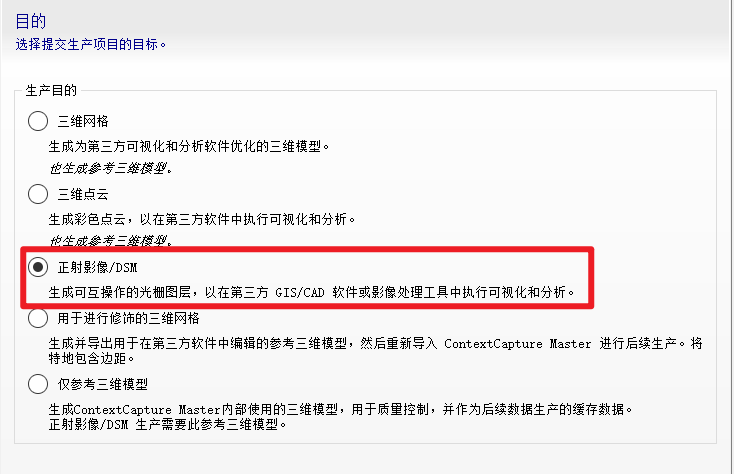 目的
选择提交生产项目的目标。
生产目的
三维网格
生成为第三方可视化和分析软件优化的三维模型。
也生成参考三维模型。
三维点云
生成彩色点云，以在第三方软件中执行可视化和分析。
也生成参考三维模型。
正射影像/DSM
生成可互操作的光栅图层，以在第三方 GIS/CAD 软件或影像处理工具中执行可视化和分析。
用于进行修饰的三维网格
生成并导出用于在第三方软件中编辑的参考三维模型，然后重新导入 ContextCapture Master 进行后续生产。将
特地包含边距。
仅参考三维模型
生成ContextCapture Master内部使用的三维模型，用于质量控制，并作为后续数据生产的缓存数据。
正射影像/DSM 生产需要此参考三维模型。